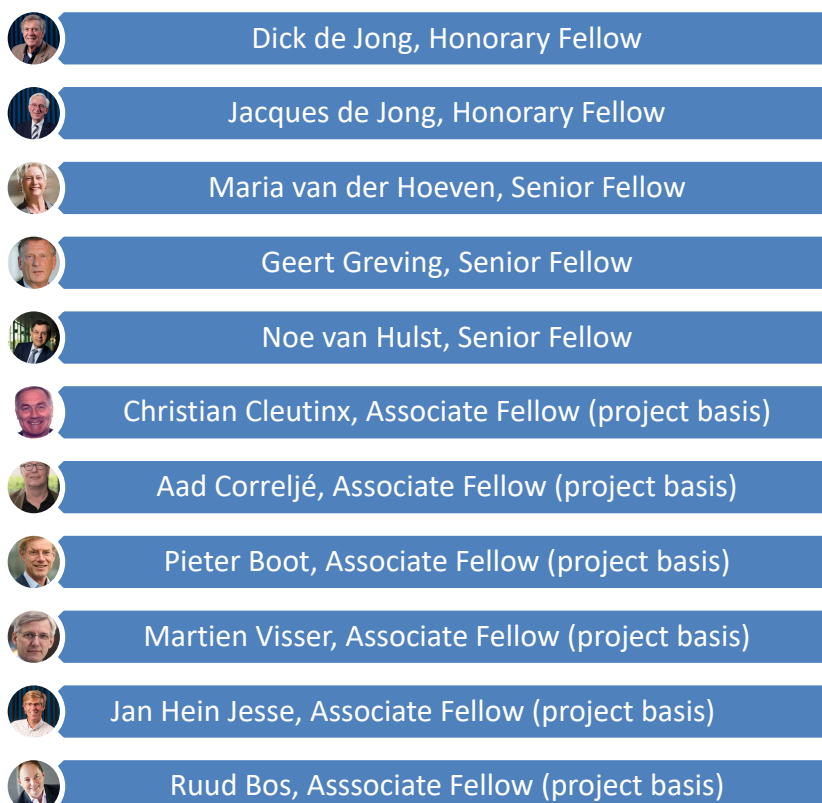 Dick de Jong, Honorary Fellow
Jacques de Jong, Honorary Fellow
Maria van der Hoeven, Senior Fellow
Geert Greving, Senior Fellow
Noe van Hulst, Senior Fellow
Christian Cleutinx, Associate Fellow (project basis)
Aad Correljé, Associate Fellow (project basis)
Pieter Boot, Associate Fellow (project basis)
Martien Visser, Associate Fellow (project basis)
Jan Hein Jesse, Associate Fellow (project basis)
Ruud Bos, Asssociate Fellow (project basis)